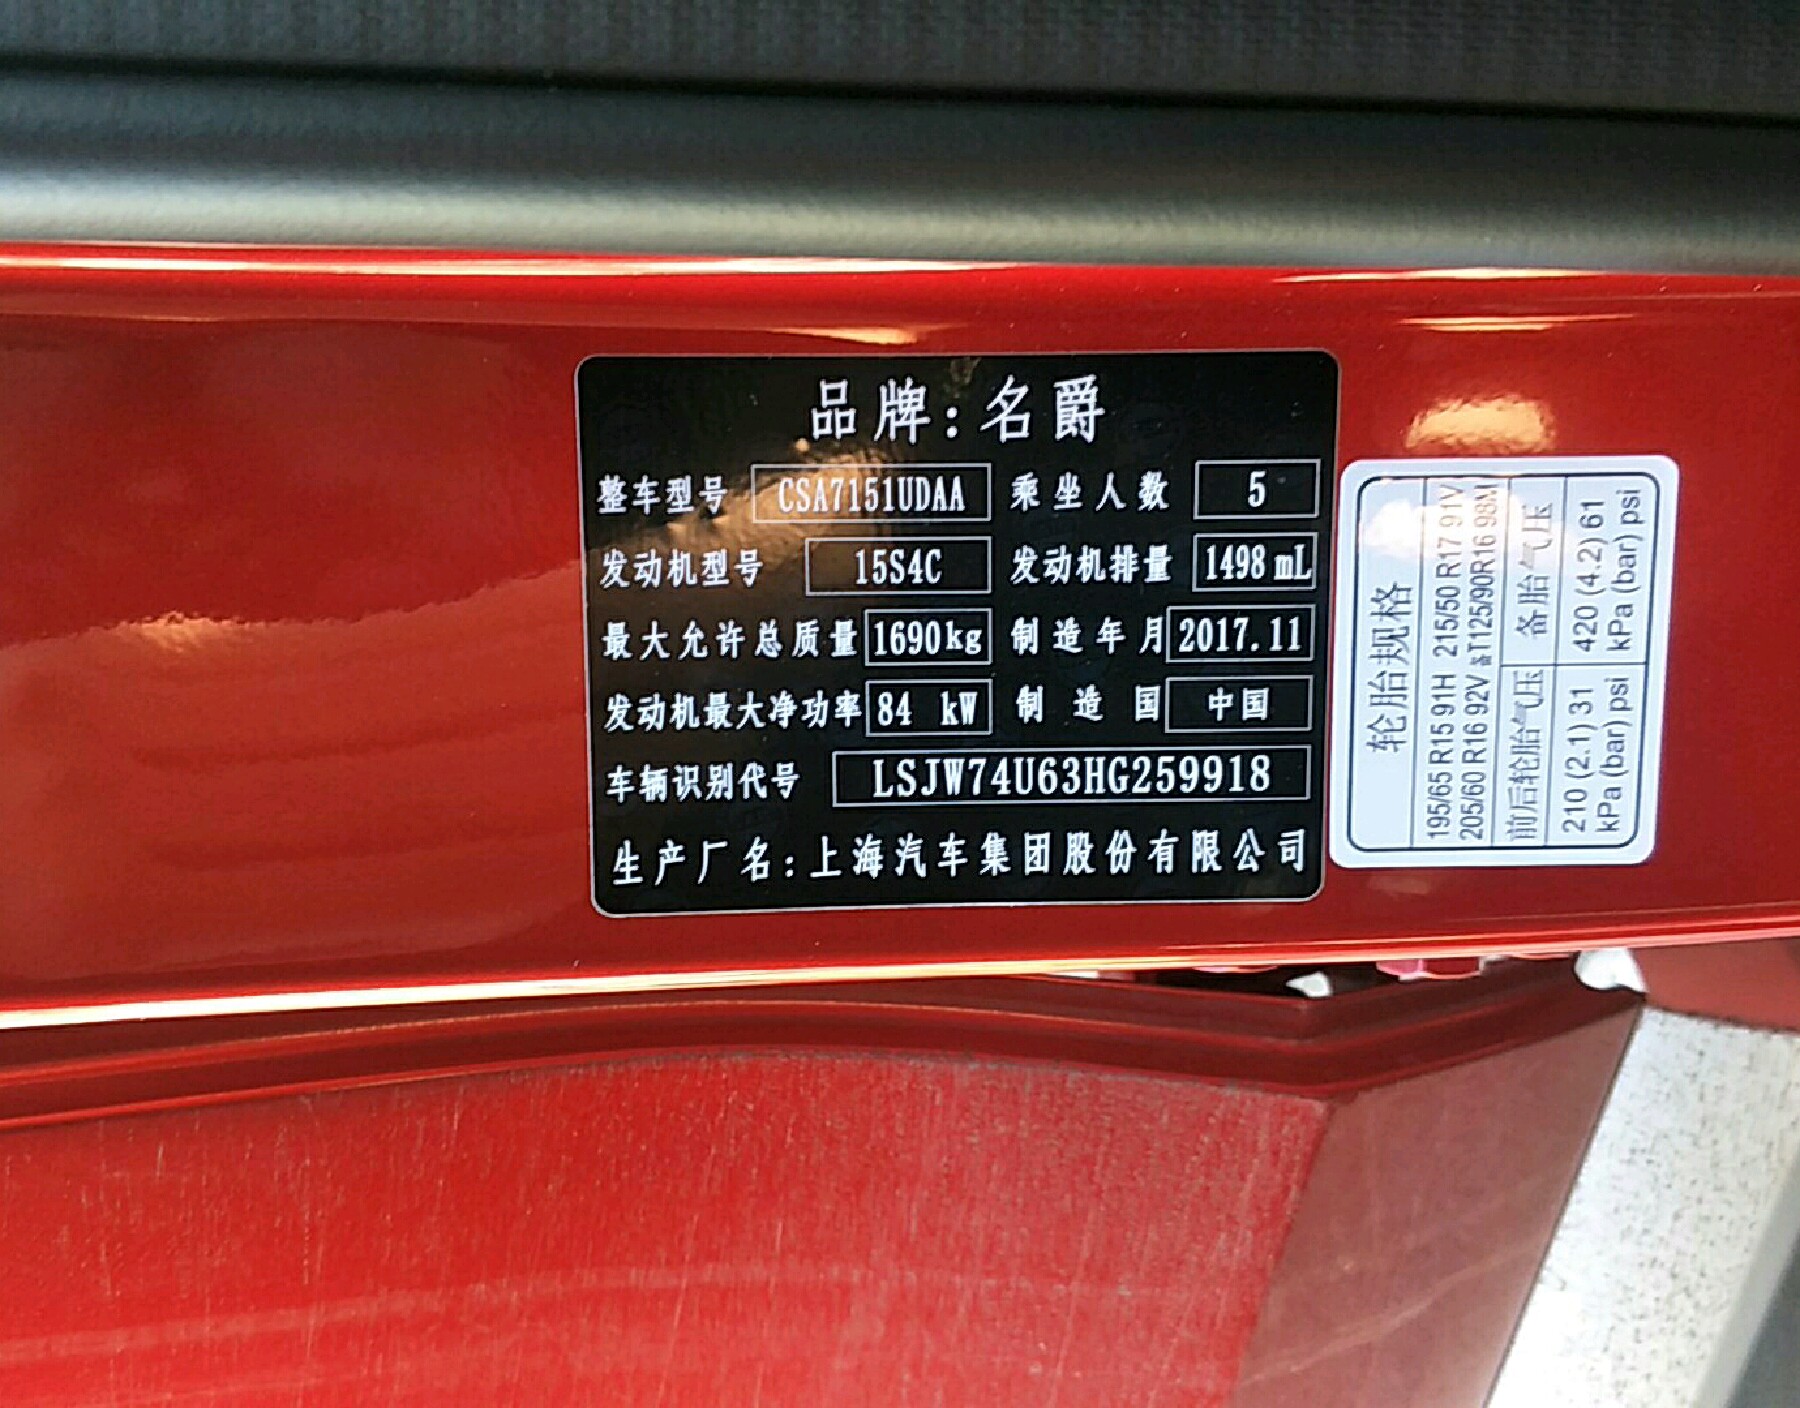 品牌:名爵
整车型号 CSA7151UDAA 乘坐人数 5
发动机型号 15S4C 发动机排量 1498 mL
最大允许总质量 1690kg 制造年月 2017.11
发动机最大净功率 84 kW 制造国 中国
车辆识别代号 LSJW74U63HG259918
生产厂名:上海汽车集团股份有限公司
轮胎规格
195/65 R15 91H 215/50 R17 91V
205/60 R16 92V 备T125/90R16 98M
前后轮胎气压 备胎气压
210 (2.1) 31 420 (4.2) 61
kPa (bar) psi kPa (bar) psi